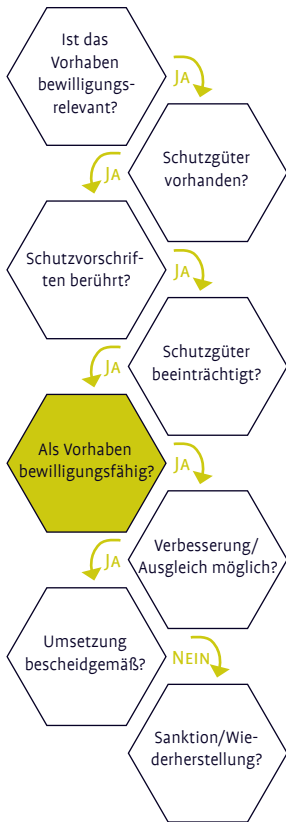 Ist das
Vorhaben
bewilligungs-
relevant?
JA
Schutzgüter
vorhanden?
JA
Schutzvorschrif-
ten berührt?
JA
Schutzgüter
beeinträchtigt?
JA
Als Vorhaben
bewilligungsfähig?
JA
Verbesserung/
Ausgleich möglich?
JA
Umsetzung
bescheidgemäß?
NEIN
Sanktion/Wie-
derherstellung?